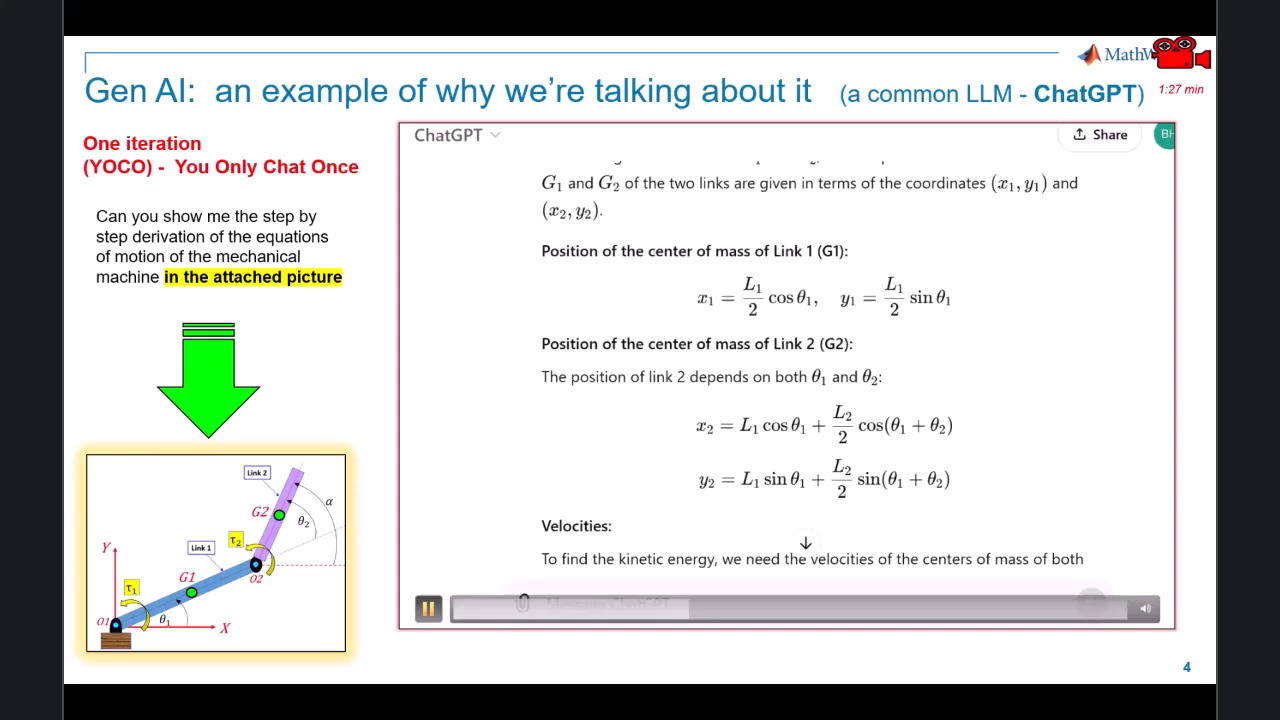 MathW
Gen AI: an example of why we're talking about it (a common LLM - ChatGPT)
1:27 min
One iteration
(YOCO) - You Only Chat Once
Can you show me the step by
step derivation of the equations
of motion of the mechanical
machine in the attached picture
Link 2
G2
α
θ₂
τ₂
Link 1
Y
O2
G1
τ₁
θ₁
O1
X
ChatGPT
Share
BH
G₁ and G₂ of the two links are given in terms of the coordinates (x₁, y₁) and
(x₂, y₂).
Position of the center of mass of Link 1 (G1):
x₁ = L₁/2 cos θ₁, y₁ = L₁/2 sin θ₁
Position of the center of mass of Link 2 (G2):
The position of link 2 depends on both θ₁ and θ₂:
x₂ = L₁ cos θ₁ + L₂/2 cos(θ₁ + θ₂)
y₂ = L₁ sin θ₁ + L₂/2 sin(θ₁ + θ₂)
Velocities:
To find the kinetic energy, we need the velocities of the centers of mass of both
Message ChatGPT
4